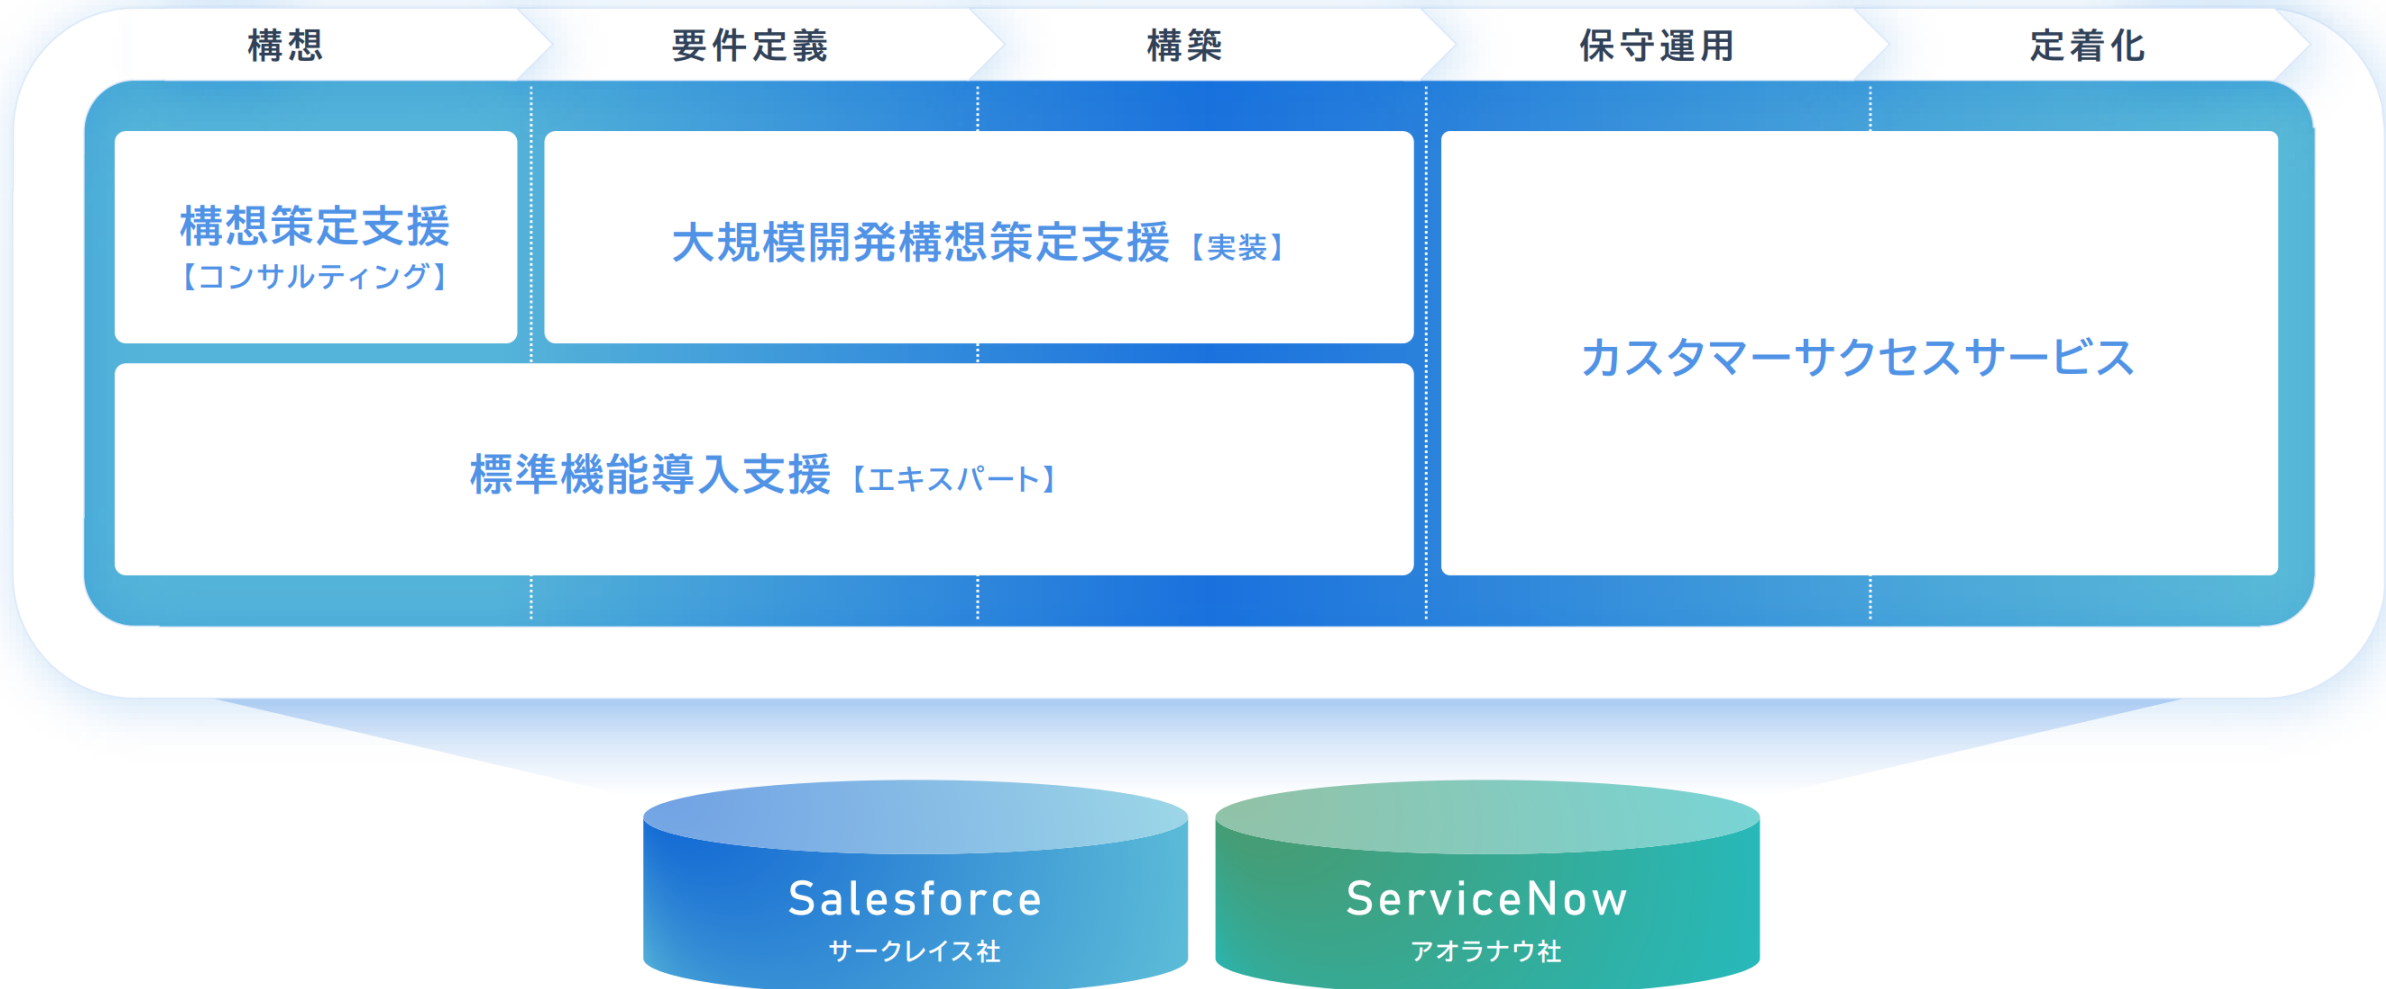 構想
要件定義
構築
保守運用
定着化
構想策定支援
【コンサルティング】
大規模開発構想策定支援【実装】
カスタマーサクセスサービス
標準機能導入支援【エキスパート】
Salesforce
サークレイス社
ServiceNow
アオラナウ社